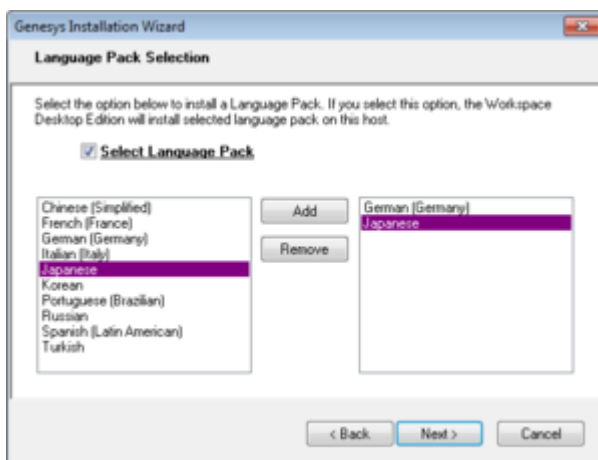 Genesys Installation Wizard
Language Pack Selection
Select the option below to install a Language Pack. If you select this option, the Workspace
Desktop Edition will install selected language pack on this host.
Select Language Pack
Chinese (Simplified)
French (France)
German (Germany)
Italian (Italy)
Japanese
Korean
Portuguese (Brazilian)
Russian
Spanish (Latin American)
Turkish
Add
Remove
German (Germany)
Japanese
< Back
Next >
Cancel